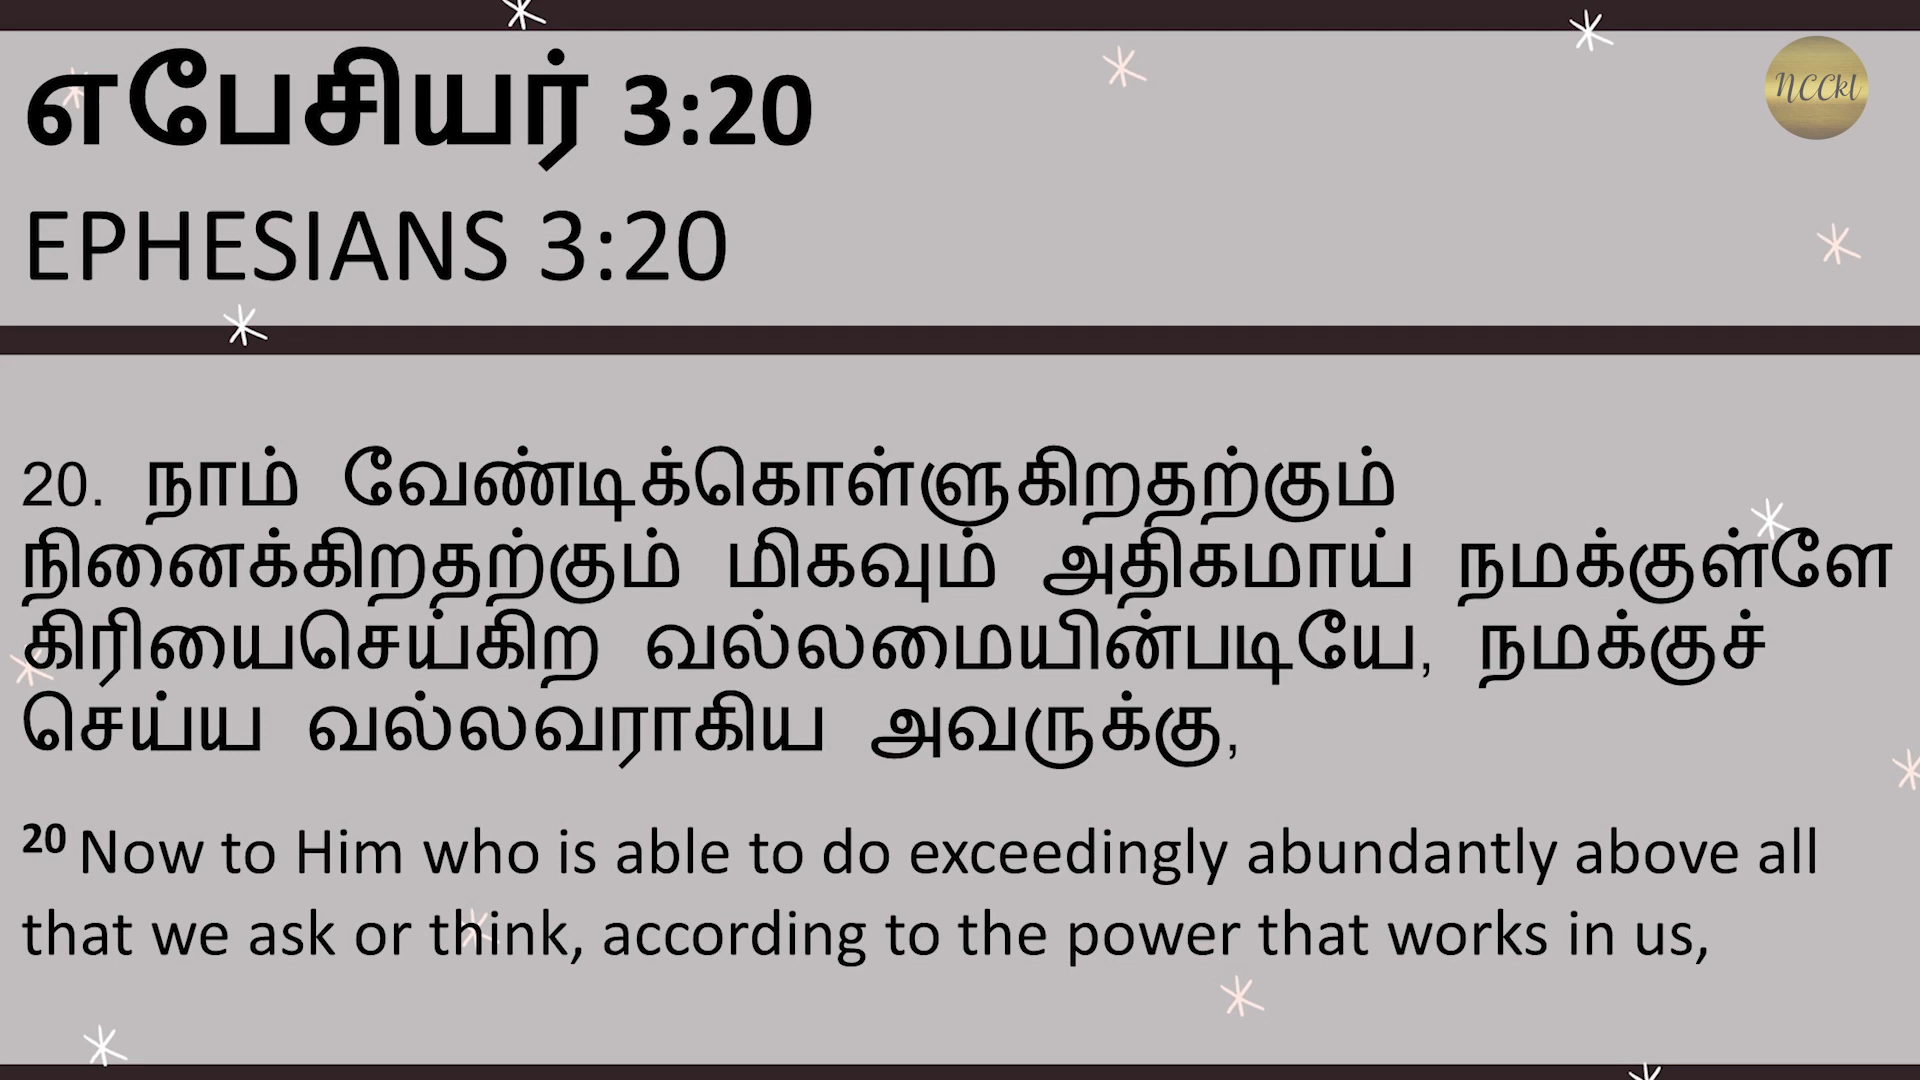 எபேசியர் 3:20
NCCkl
EPHESIANS 3:20
20. நாம் வேண்டிக்கொள்ளுகிறதற்கும்
நினைக்கிறதற்கும் மிகவும் அதிகமாய் நமக்குள்ளே
கிரியைசெய்கிற வல்லமையின்படியே, நமக்குச்
செய்ய வல்லவராகிய அவருக்கு,
20 Now to Him who is able to do exceedingly abundantly above all
that we ask or think, according to the power that works in us,